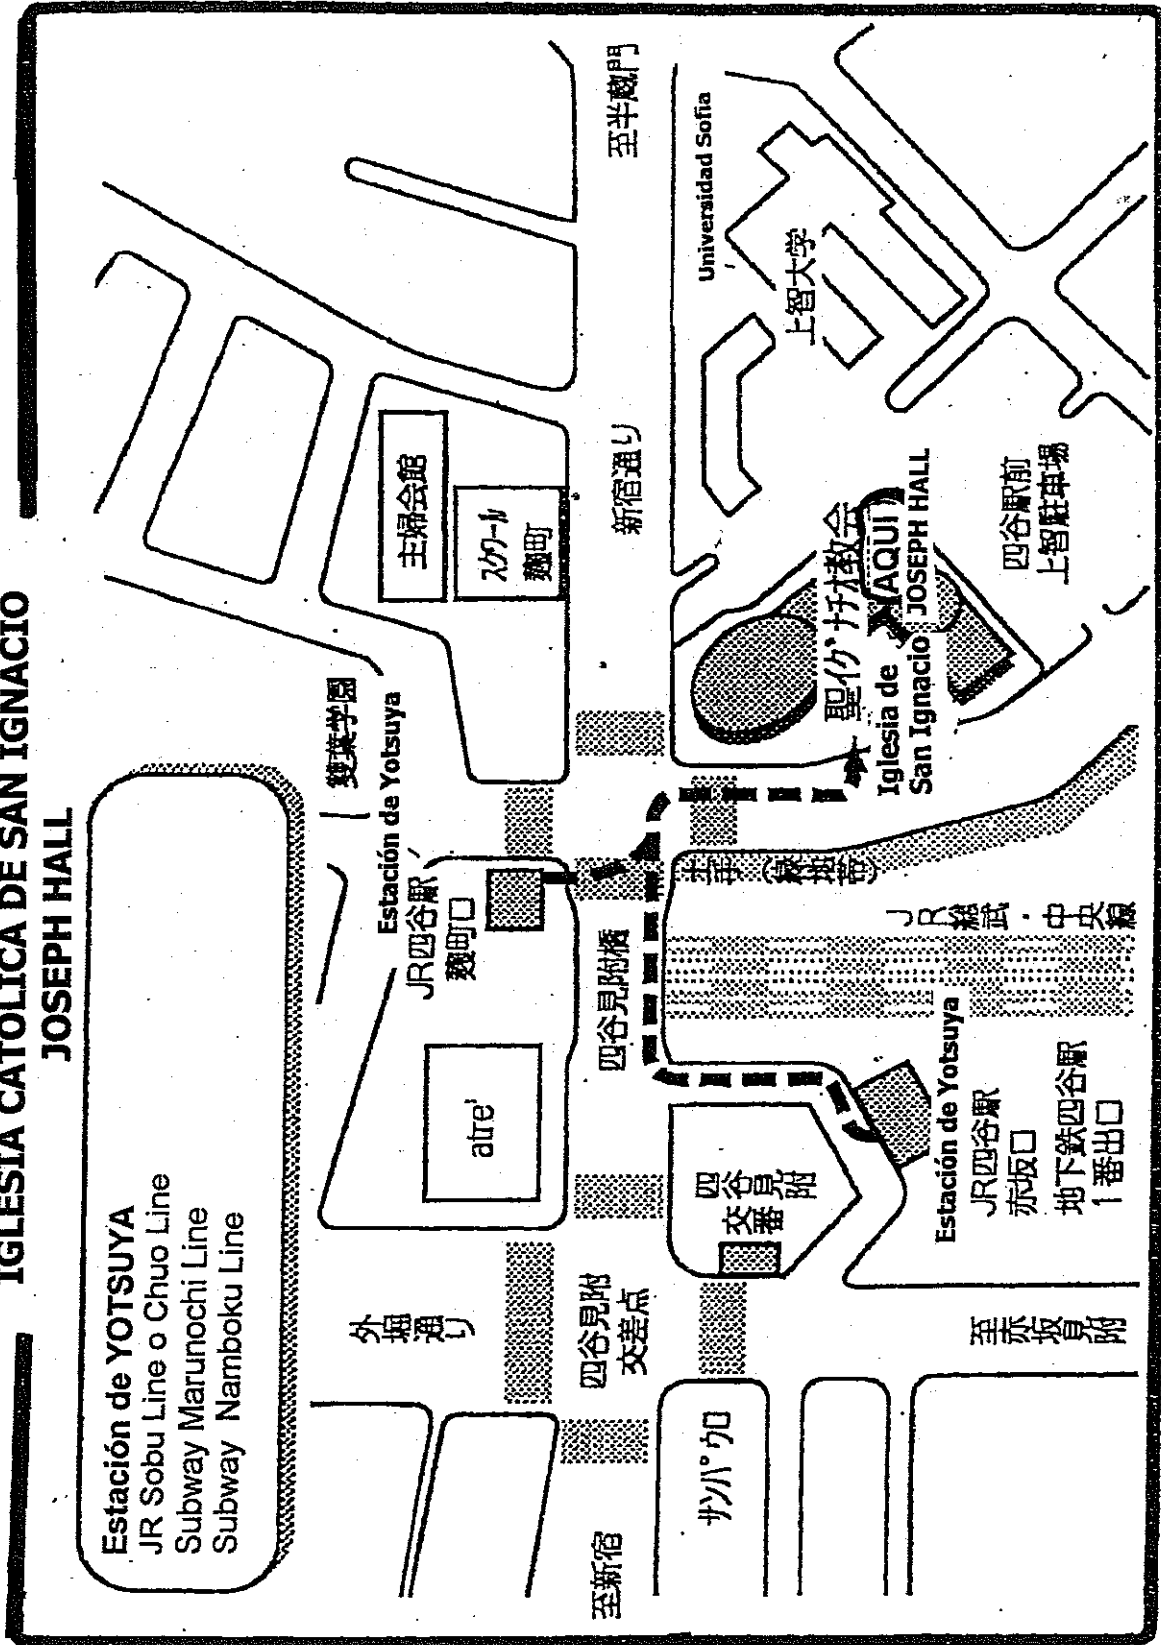 IGLESIA CATOLICA DE SAN IGNACIO
JOSEPH HALL
Estación de YOTSUYA
JR Sobu Line o Chuo Line
Subway Marunochi Line
Subway Namboku Line
雙葉学園
Estación de Yotsuya
JR四谷駅
麹町口
主婦会館
スクワール
麹町
外堀通り
atre'
至新宿
四谷見附
交差点
四谷見附橋
新宿通り
至半蔵門
サンパウロ
四谷見附
交番
土手(緑地帯)
Universidad Sofia
上智大学
聖イグナチオ教会
Iglesia de
San Ignacio
(AQUI)
JOSEPH HALL
JR総武・中央線
Estación de Yotsuya
JR四谷駅
赤坂口
地下鉄四谷駅
1番出口
四谷駅前
上智駐車場
至赤坂見附